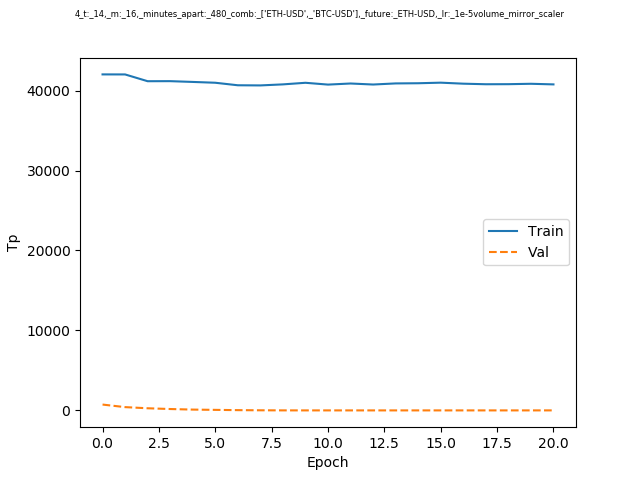 4_t:_14,_m:_16,_minutes_apart:_480_comb:_['ETH-USD',_'BTC-USD'],_future:_ETH-USD,_lr:_1e-5volume_mirror_scaler
40000
30000
20000
10000
0
Tp
Train
Val
0.0 2.5 5.0 7.5 10.0 12.5 15.0 17.5 20.0
Epoch